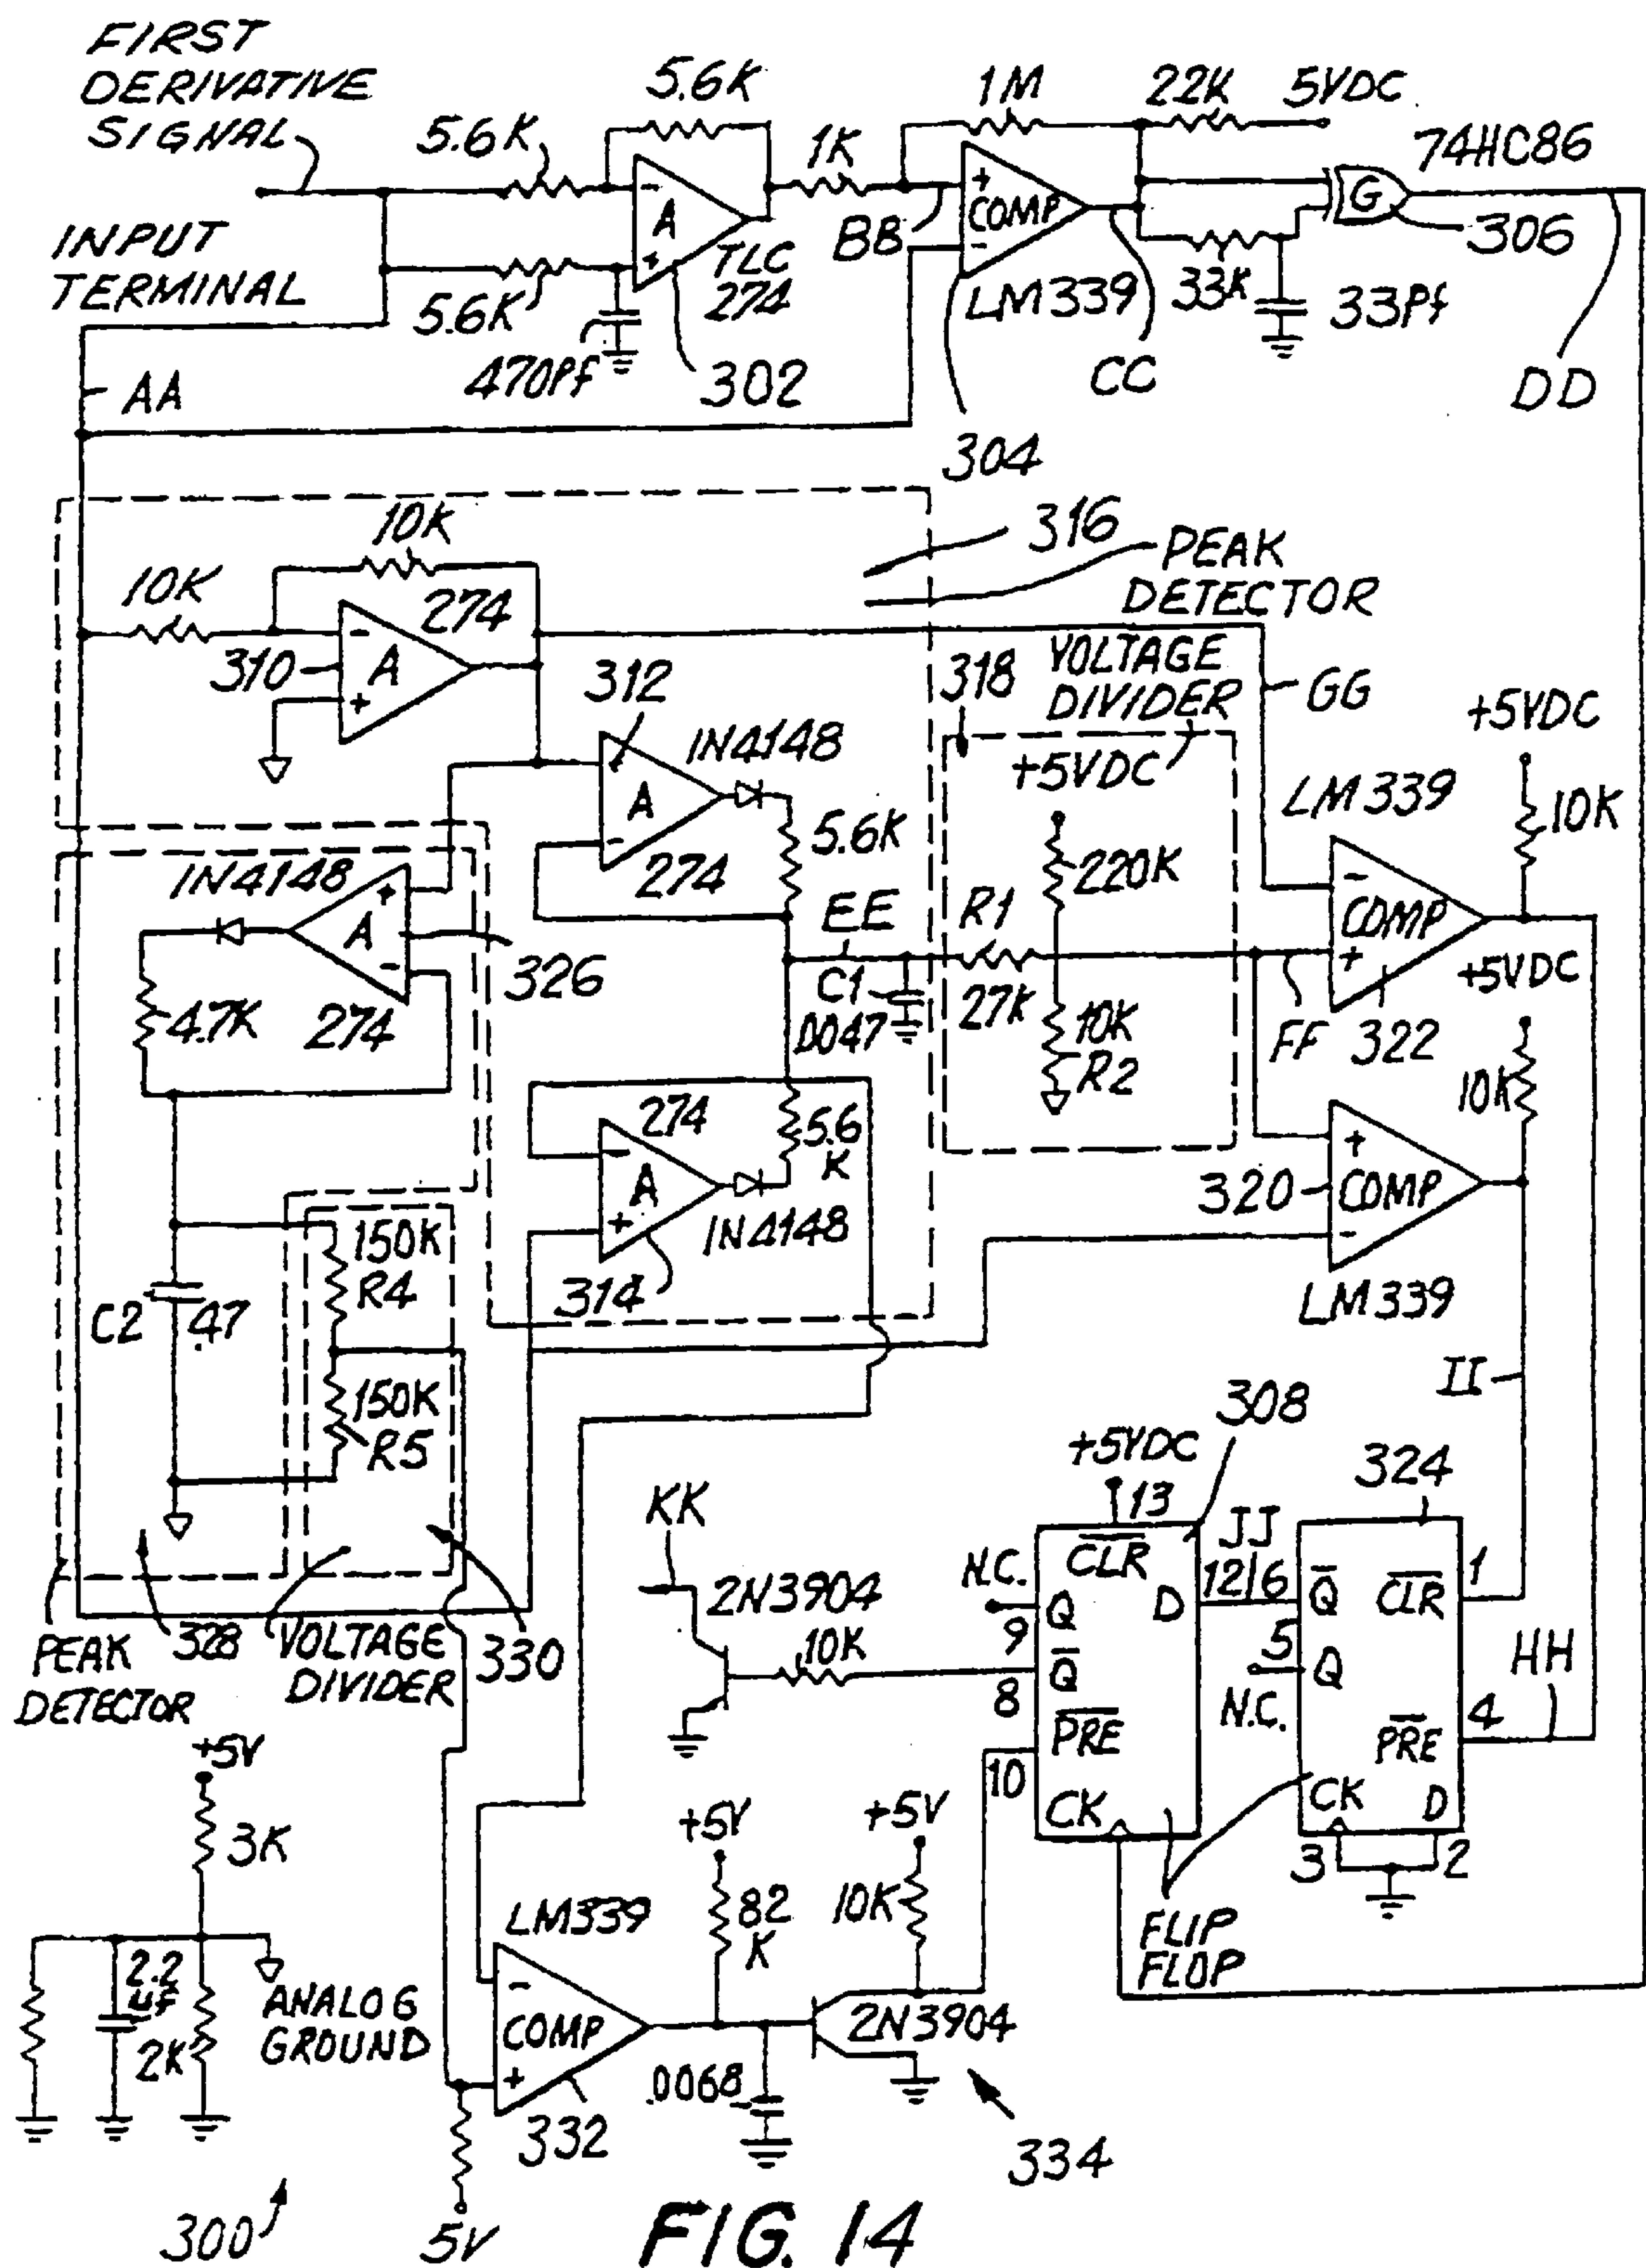 FIRST
DERIVATIVE
SIGNAL
INPUT
TERMINAL
5.6K
5.6K
5.6K
470Pf
-
A
+
TLC
274
302
1K
BB
1M
22K
5VDC
+
COMP
-
LM339
304
CC
33K
33Pf
G
74HC86
306
DD
AA
10K
10K
274
310
-
A
+
312
IN4148
+
A
-
274
5.6K
316
PEAK
DETECTOR
318
VOLTAGE
DIVIDER
+5VDC
220K
R1
27K
10K
R2
EE
C1
.0047
GG
+5VDC
10K
LM339
-
COMP
+
FF
322
+5VDC
10K
320
+
COMP
-
LM339
II
IN4148
+
A
-
274
326
4.7K
274
-
A
+
314
IN4148
5.6
K
C2
.47
150K
R4
150K
R5
PEAK
DETECTOR
328
VOLTAGE
DIVIDER
330
KK
2N3904
10K
+5VDC
308
13
CLR
N.C.
9
Q
D
8
Q
10
PRE
CK
JJ
12
6
324
Q
CLR
1
5
Q
N.C.
PRE
4
HH
CK
D
3
2
FLIP
FLOP
+5V
3K
2.2
uF
2K
ANALOG
GROUND
LM339
-
COMP
+
332
5V
+5V
82
K
.0068
+5V
10K
2N3904
334
300
FIG. 14